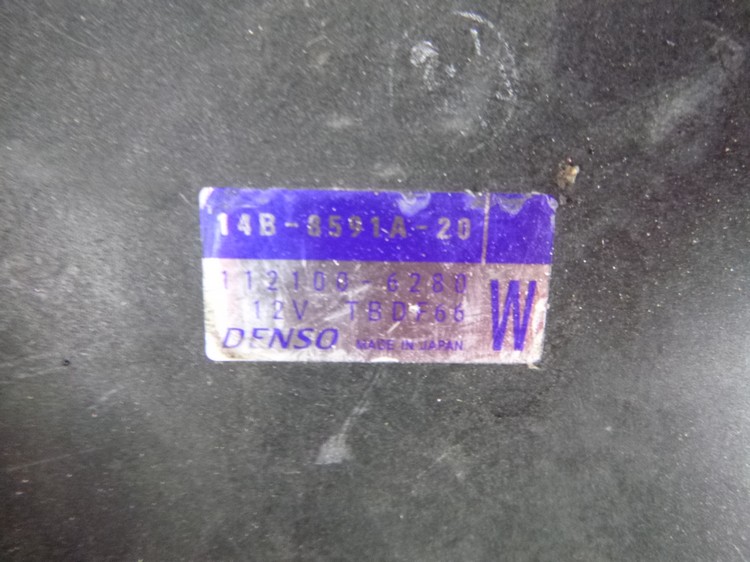 14B-8591A-20
112100-6280
12V TBDF66
DENSO MADE IN JAPAN
W